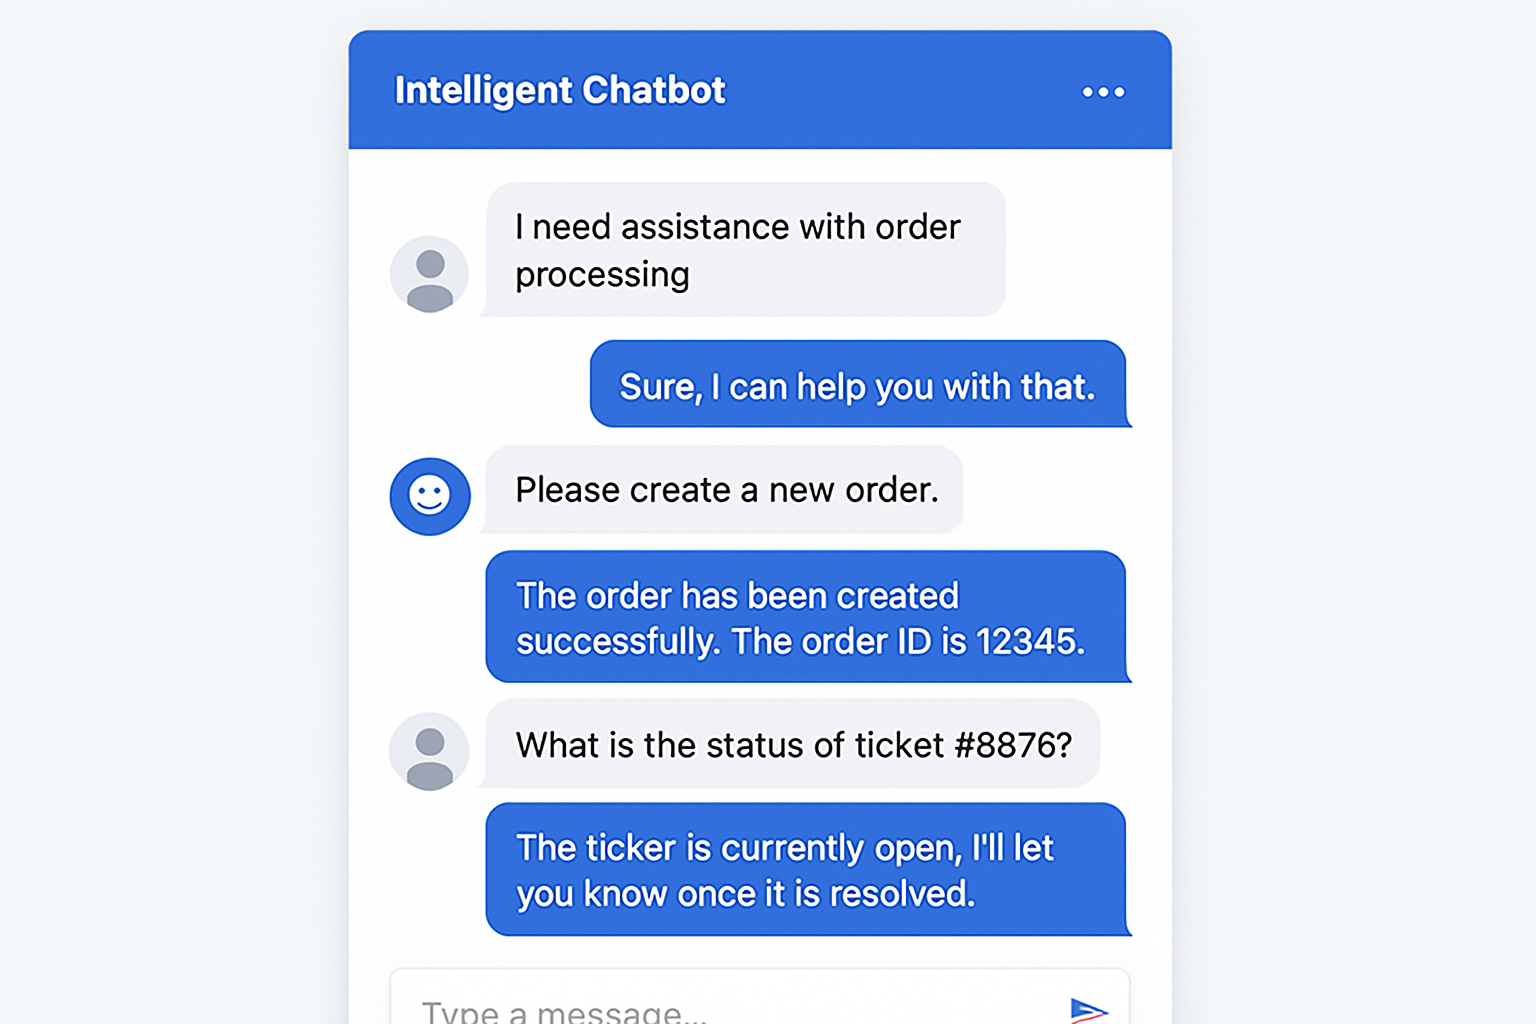 Intelligent Chatbot
I need assistance with order
processing
Sure, I can help you with that.
Please create a new order.
The order has been created
successfully. The order ID is 12345.
What is the status of ticket #8876?
The ticker is currently open, I'll let
you know once it is resolved.
Type a message...